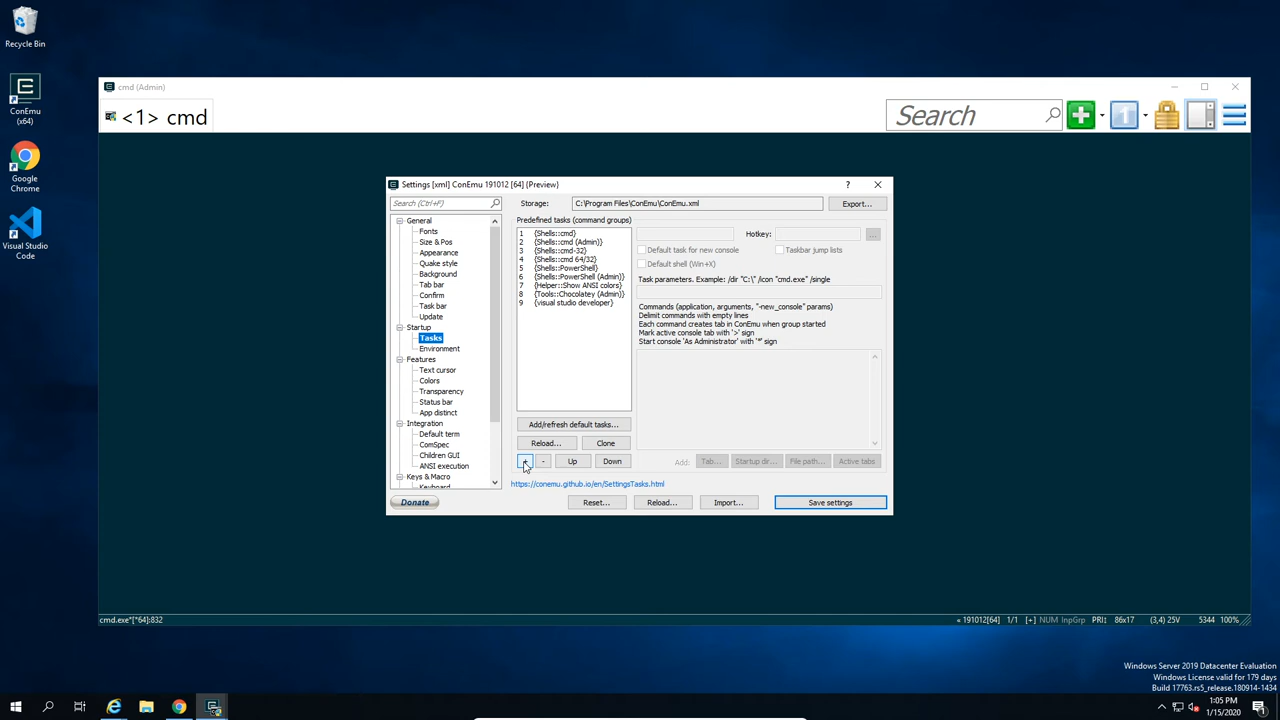 Recycle Bin
ConEmu
(x64)
Google
Chrome
Visual Studio
Code
cmd (Admin)
<1> cmd
Search
Settings [xml] ConEmu 191012 [64] {Preview}
?
Search (Ctrl+F)
Storage:
C:\Program Files\ConEmu\ConEmu.xml
Export...
General
Fonts
Size & Pos
Appearance
Quake style
Background
Tab bar
Confirm
Task bar
Update
Startup
Tasks
Environment
Features
Text cursor
Colors
Transparency
Status bar
App distinct
Integration
Default term
ComSpec
Children GUI
ANSI execution
Keys & Macro
Keyboard
Donate
Predefined tasks (command groups)
1 {Shells::cmd}
2 {Shells::cmd (Admin)}
3 {Shells::cmd-32}
4 {Shells::cmd 64/32}
5 {Shells::PowerShell}
6 {Shells::PowerShell (Admin)}
7 {Helper::Show ANSI colors}
8 {Tools::Chocolatey (Admin)}
9 {visual studio developer}
Add/refresh default tasks...
Reload...
Clone
+
-
Up
Down
Hotkey:
...
Default task for new console
Taskbar jump lists
Default shell (Win+X)
Task parameters. Example: /dir "C:\" /icon "cmd.exe" /single
Commands (application, arguments, "-new_console" params)
Delimit commands with empty lines
Each command creates tab in ConEmu when group started
Mark active console tab with '>' sign
Start console 'As Administrator' with '*' sign
Add:
Tab...
Startup dir...
File path...
Active tabs
https://conemu.github.io/en/SettingsTasks.html
Reset...
Reload...
Import...
Save settings
cmd.exe*[*64]:832
« 191012[64]
1/1
[+] NUM InpGrp
PRI↕
86x17
(3,4) 25V
5344
100%
Windows Server 2019 Datacenter Evaluation
Windows License valid for 179 days
Build 17763.rs5_release.180914-1434
1:05 PM
1/15/2020
1